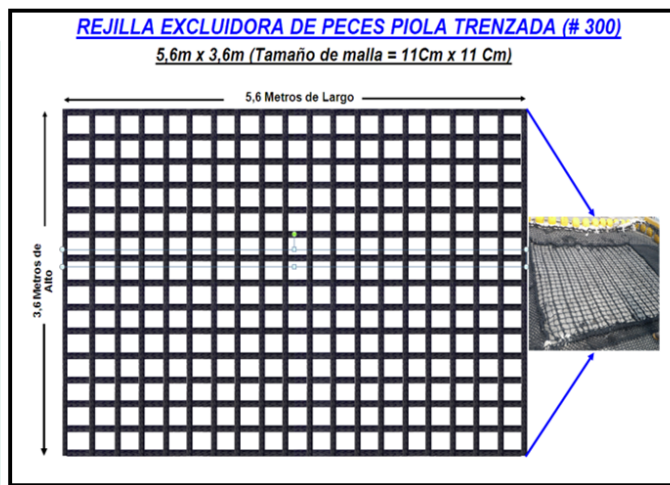 REJILLA EXCLUIDORA DE PECES PIOLA TRENZADA (# 300)
5,6m x 3,6m (Tamaño de malla = 11Cm x 11 Cm)
5,6 Metros de Largo
3,6 Metros de
Alto